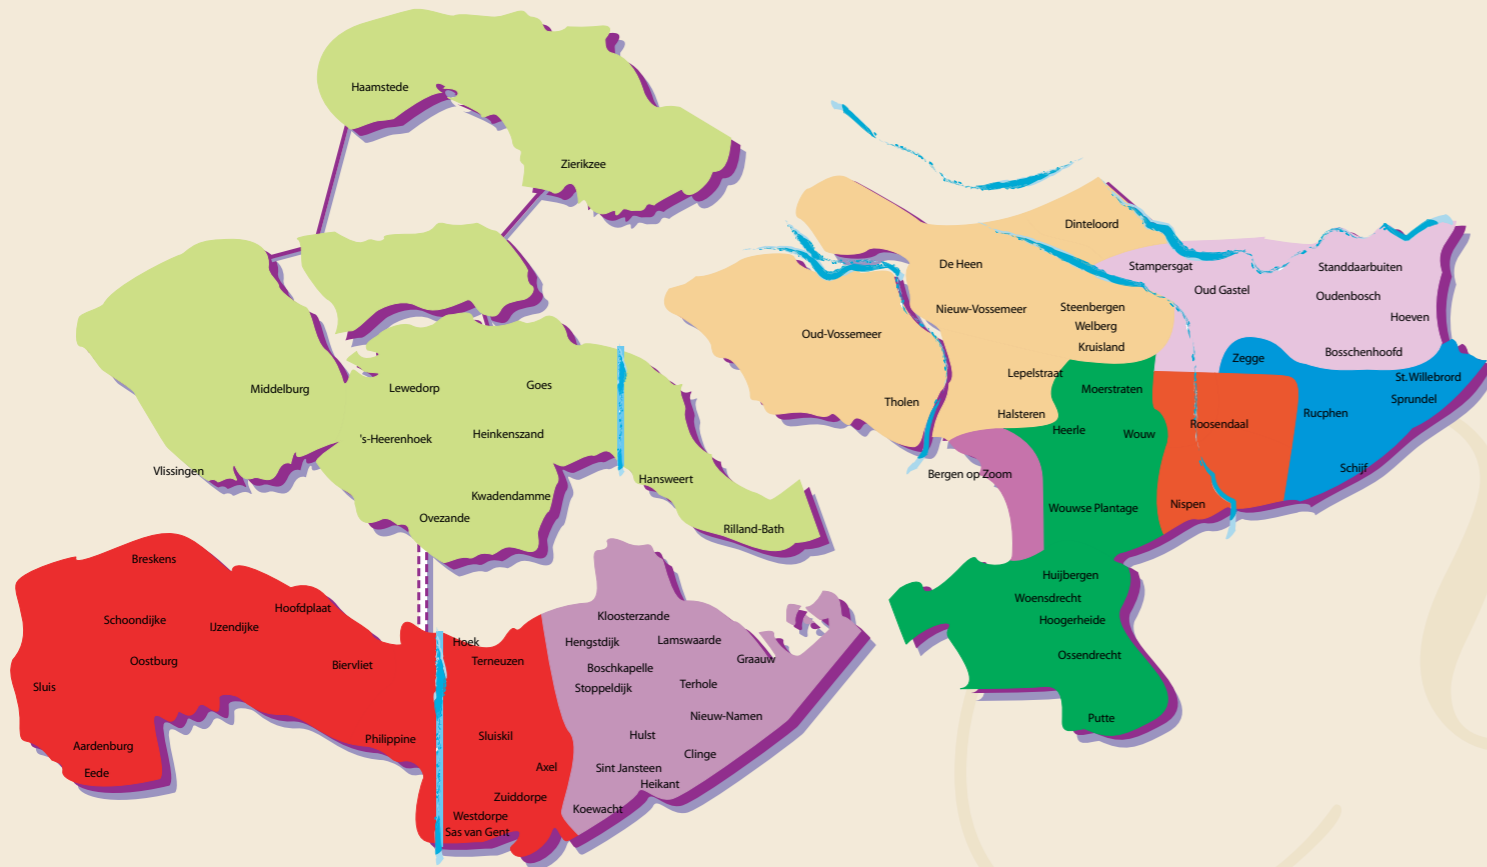 Haamstede
Zierikzee
Middelburg
Lewedorp
Goes
's-Heerenhoek
Heinkenszand
Vlissingen
Hansweert
Kwadendamme
Ovezande
Rilland-Bath
Dinteloord
De Heen
Stampersgat
Standdaarbuiten
Oud Gastel
Oudenbosch
Nieuw-Vossemeer
Steenbergen
Hoeven
Welberg
Oud-Vossemeer
Kruisland
Bosschenhoofd
Zegge
Lepelstraat
St. Willebrord
Moerstraten
Sprundel
Tholen
Halsteren
Rucphen
Roosendaal
Heerle
Wouw
Schijf
Bergen op Zoom
Nispen
Wouwse Plantage
Huijbergen
Woensdrecht
Hoogerheide
Ossendrecht
Putte
Breskens
Hoofdplaat
Schoondijke
IJzendijke
Oostburg
Biervliet
Sluis
Aardenburg
Eede
Philippine
Hoek
Terneuzen
Sluiskil
Axel
Zuiddorpe
Westdorpe
Sas van Gent
Kloosterzande
Hengstdijk
Lamswaarde
Graauw
Boschkapelle
Stoppeldijk
Terhole
Nieuw-Namen
Hulst
Clinge
Sint Jansteen
Heikant
Koewacht